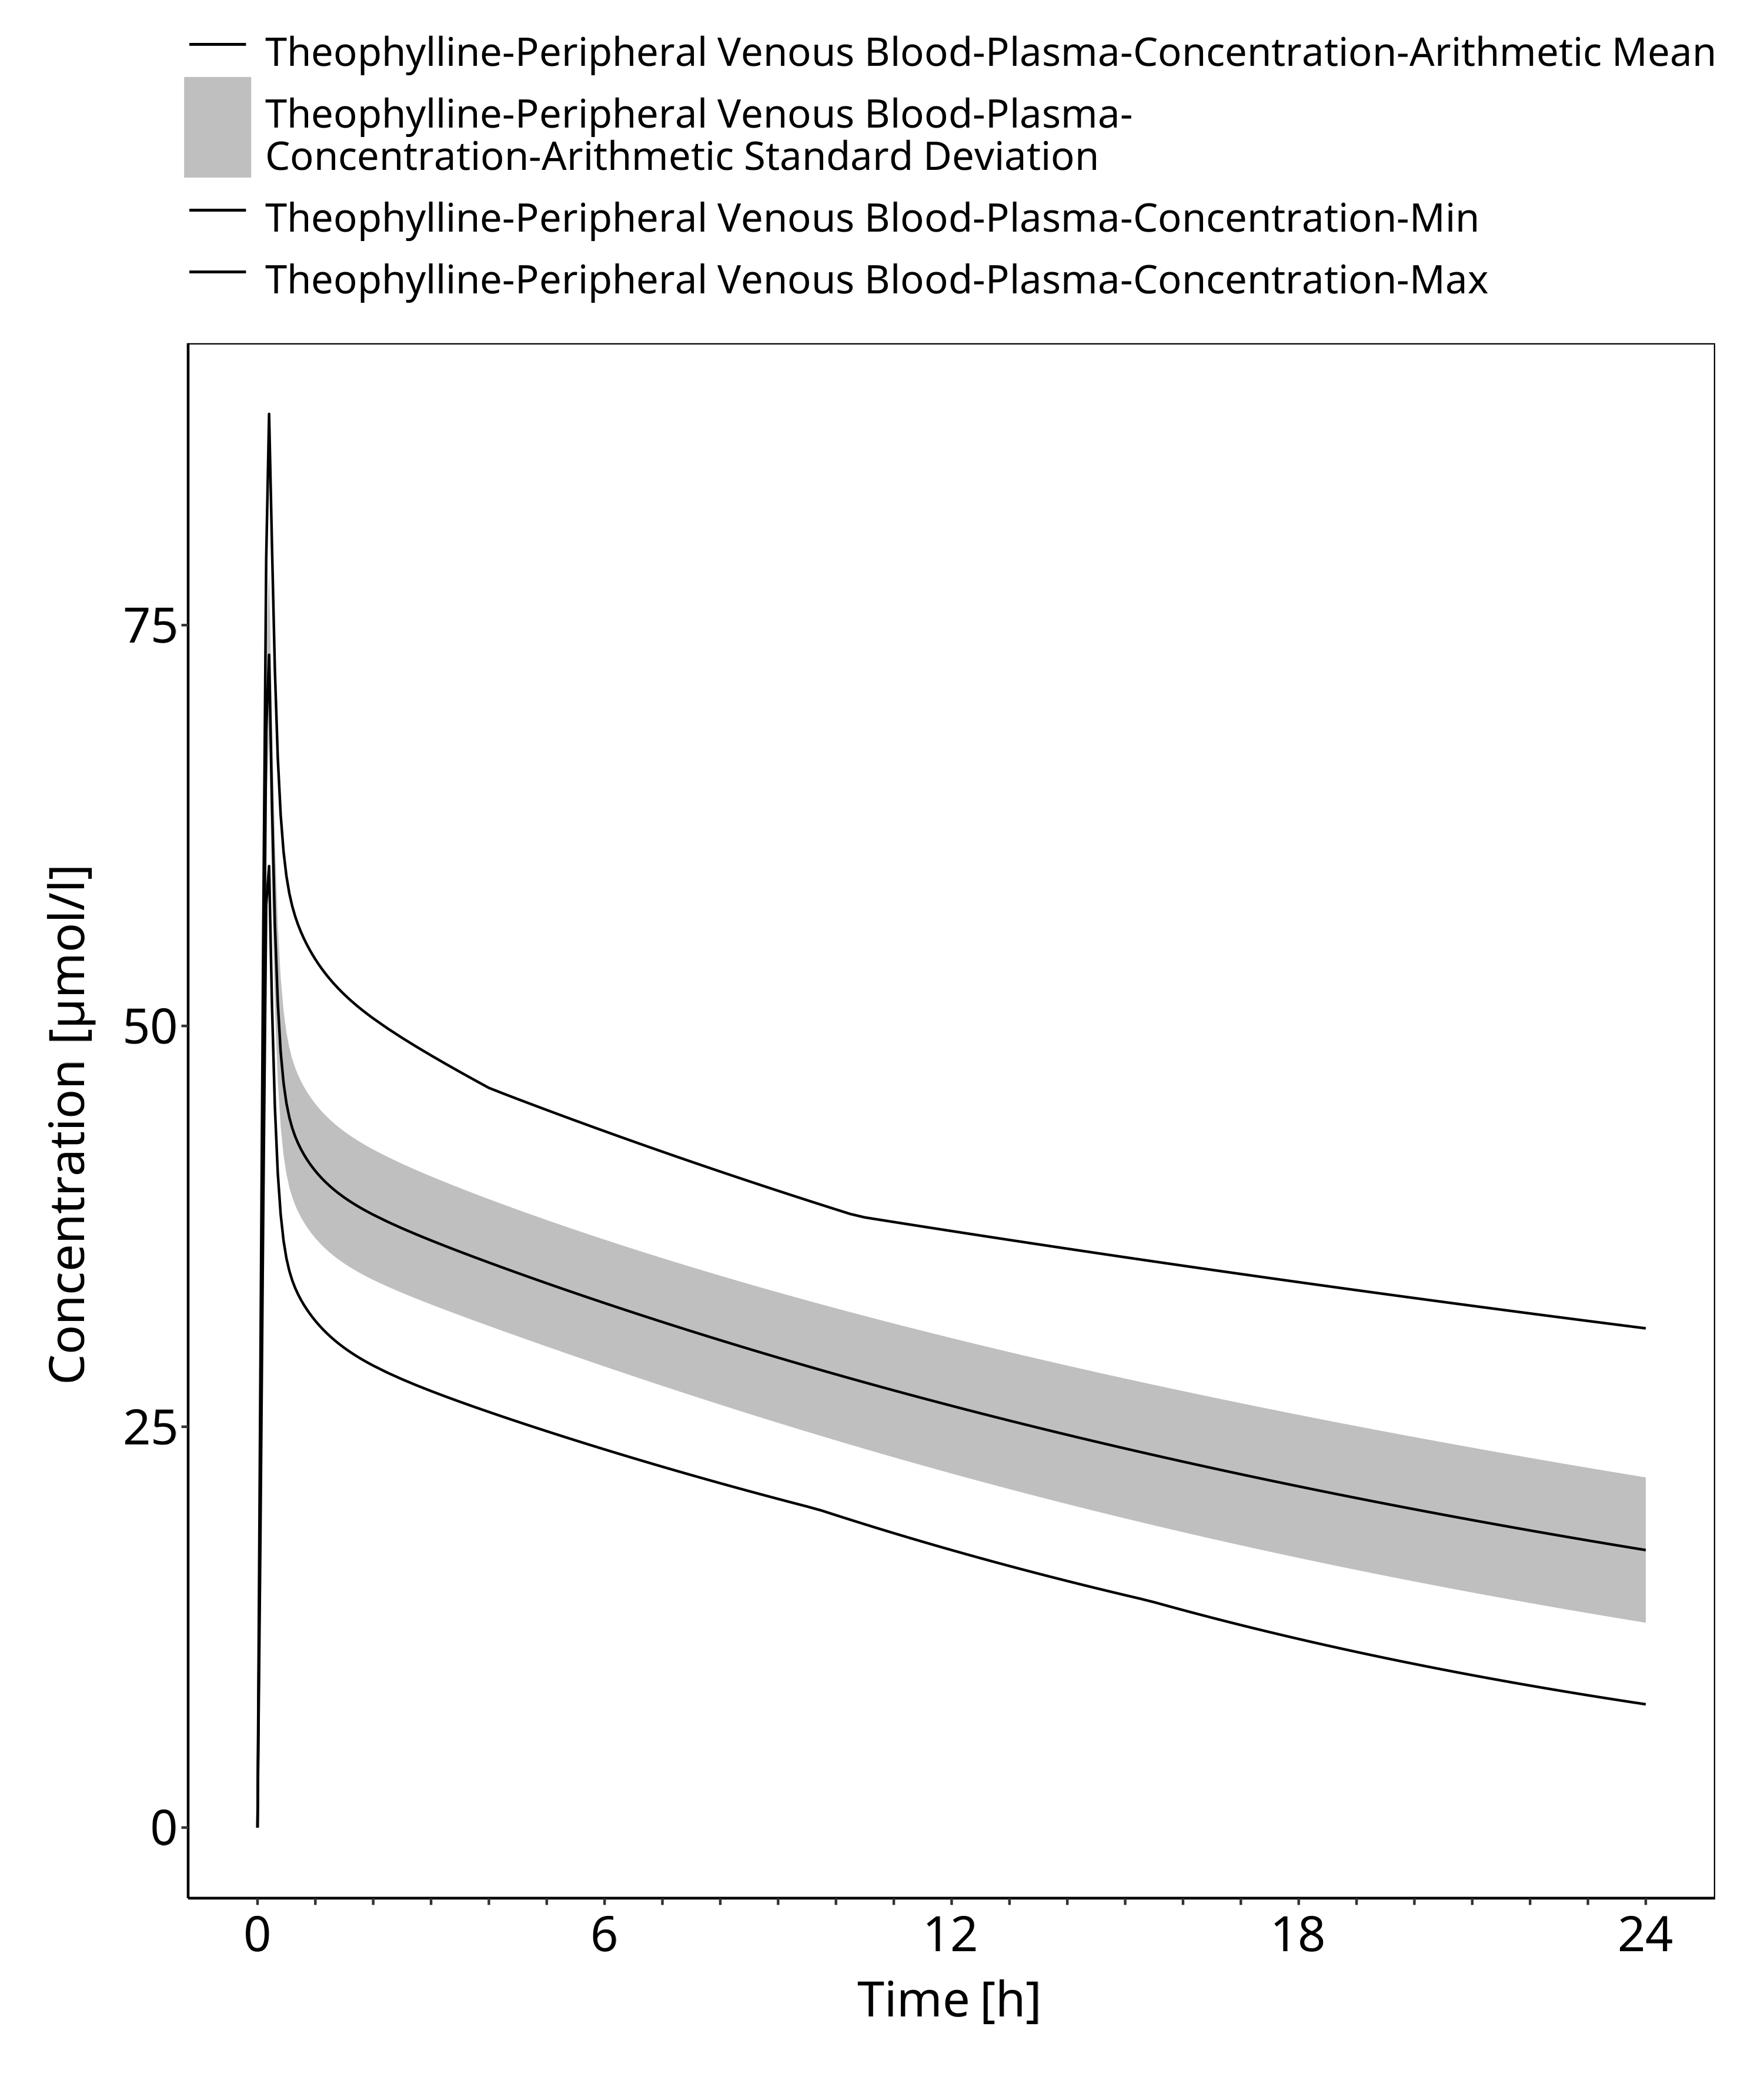 Theophylline-Peripheral Venous Blood-Plasma-Concentration-Arithmetic Mean
Theophylline-Peripheral Venous Blood-Plasma-
Concentration-Arithmetic Standard Deviation
Theophylline-Peripheral Venous Blood-Plasma-Concentration-Min
Theophylline-Peripheral Venous Blood-Plasma-Concentration-Max
Concentration [µmol/l]
75
50
25
0
0 6 12 18 24
Time [h]